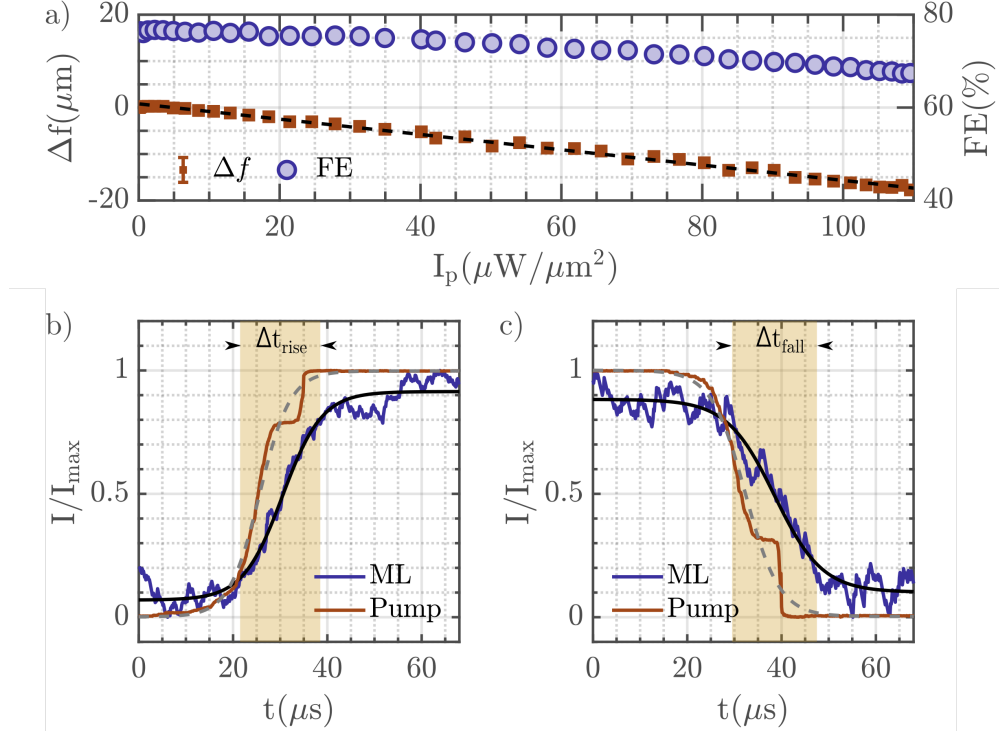 a)
20
0
-20
Δf(μm)
80
60
40
FE(%)
Δf
FE
0
20
40
60
80
100
I_p(μW/μm²)
b)
Δt_rise
1
0.5
0
I/I_max
ML
Pump
0
20
40
60
t(μs)
c)
Δt_fall
1
0.5
0
I/I_max
ML
Pump
0
20
40
60
t(μs)